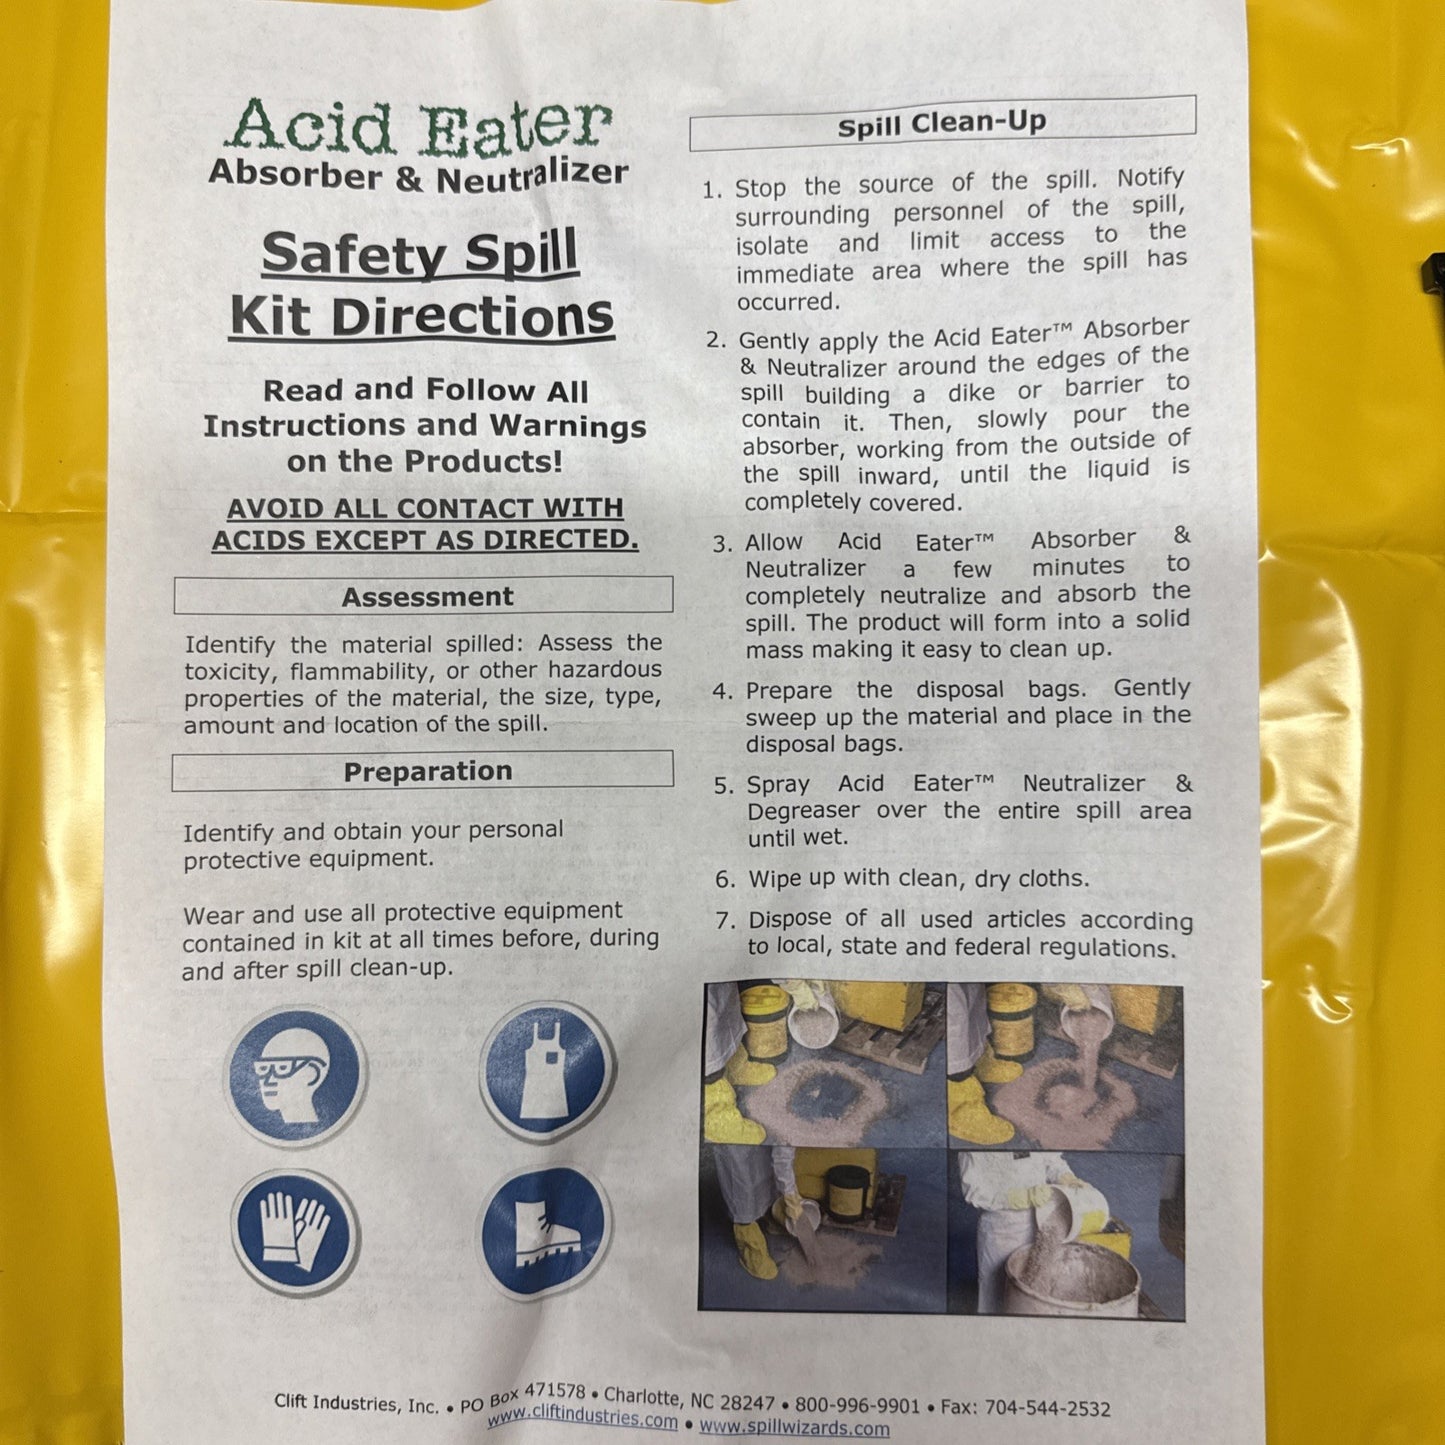 Acid Eater
Absorber & Neutralizer
Safety Spill
Kit Directions
Read and Follow All
Instructions and Warnings
on the Products!
AVOID ALL CONTACT WITH
ACIDS EXCEPT AS DIRECTED.
Assessment
Identify the material spilled: Assess the
toxicity, flammability, or other hazardous
properties of the material, the size, type,
amount and location of the spill.
Preparation
Identify and obtain your personal
protective equipment.
Wear and use all protective equipment
contained in kit at all times before, during
and after spill clean-up.
Spill Clean-Up
1. Stop the source of the spill. Notify
surrounding personnel of the spill,
isolate and limit access to the
immediate area where the spill has
occurred.
2. Gently apply the Acid Eater™ Absorber
& Neutralizer around the edges of the
spill building a dike or barrier to
contain it. Then, slowly pour the
absorber, working from the outside of
the spill inward, until the liquid is
completely covered.
3. Allow Acid Eater™ Absorber &
Neutralizer a few minutes to
completely neutralize and absorb the
spill. The product will form into a solid
mass making it easy to clean up.
4. Prepare the disposal bags. Gently
sweep up the material and place in the
disposal bags.
5. Spray Acid Eater™ Neutralizer &
Degreaser over the entire spill area
until wet.
6. Wipe up with clean, dry cloths.
7. Dispose of all used articles according
to local, state and federal regulations.
Clift Industries, Inc. • PO Box 471578 • Charlotte, NC 28247 • 800-996-9901 • Fax: 704-544-2532
www.cliftindustries.com • www.spillwizards.com